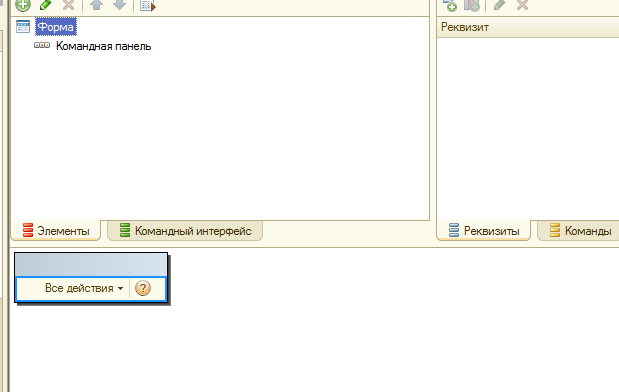 Форма
Командная панель
Реквизит
Элементы
Командный интерфейс
Реквизиты
Команды
Все действия
?